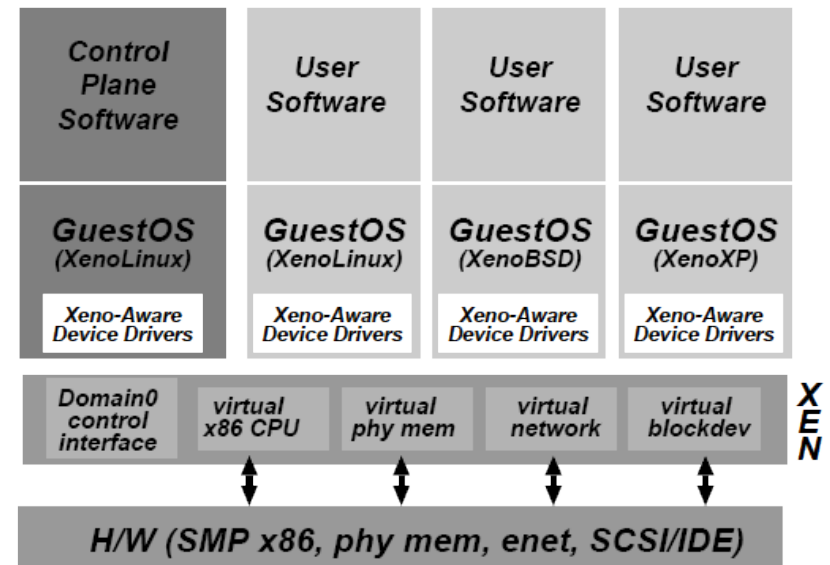 Control
Plane
Software
User
Software
User
Software
User
Software
GuestOS
(XenoLinux)
Xeno-Aware
Device Drivers
GuestOS
(XenoLinux)
Xeno-Aware
Device Drivers
GuestOS
(XenoBSD)
Xeno-Aware
Device Drivers
GuestOS
(XenoXP)
Xeno-Aware
Device Drivers
Domain0
control
interface
virtual
x86 CPU
virtual
phy mem
virtual
network
virtual
blockdev
XEN
H/W (SMP x86, phy mem, enet, SCSI/IDE)